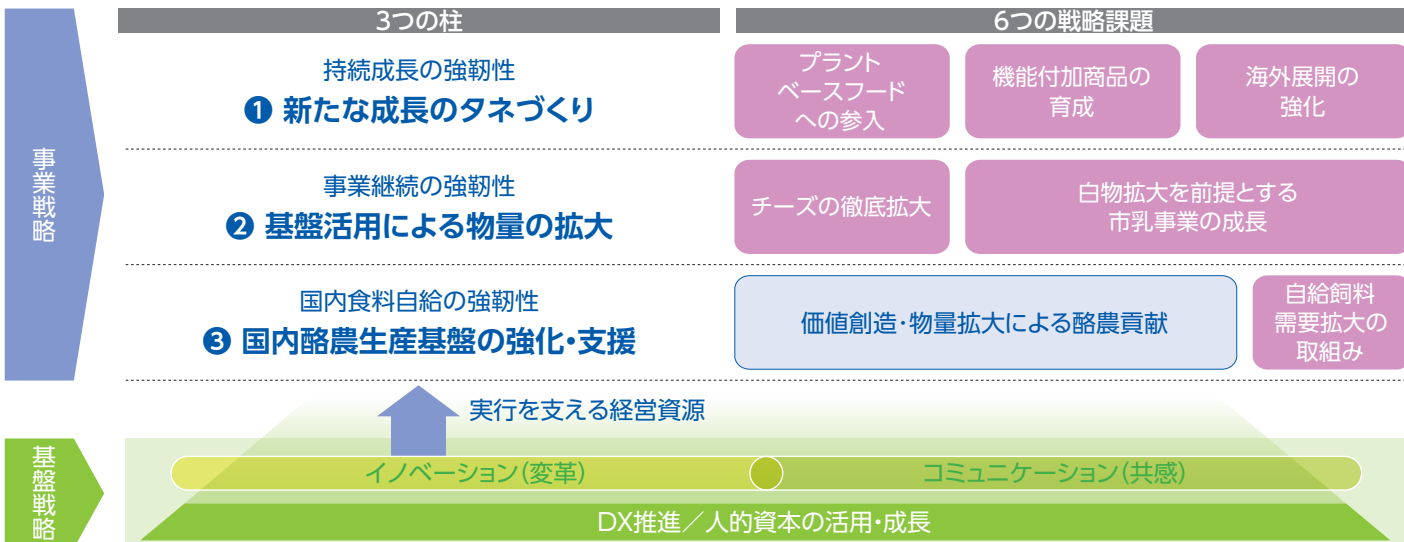 3つの柱
6つの戦略課題
事業戦略
持続成長の強靭性
❶ 新たな成長のタネづくり
プラント
ベースフード
への参入
機能付加商品の
育成
海外展開の
強化
事業継続の強靭性
❷ 基盤活用による物量の拡大
チーズの徹底拡大
白物拡大を前提とする
市乳事業の成長
国内食料自給の強靭性
❸ 国内酪農生産基盤の強化・支援
価値創造・物量拡大による酪農貢献
自給飼料
需要拡大の
取組み
実行を支える経営資源
基盤戦略
イノベーション(変革)
コミュニケーション(共感)
DX推進／人的資本の活用・成長